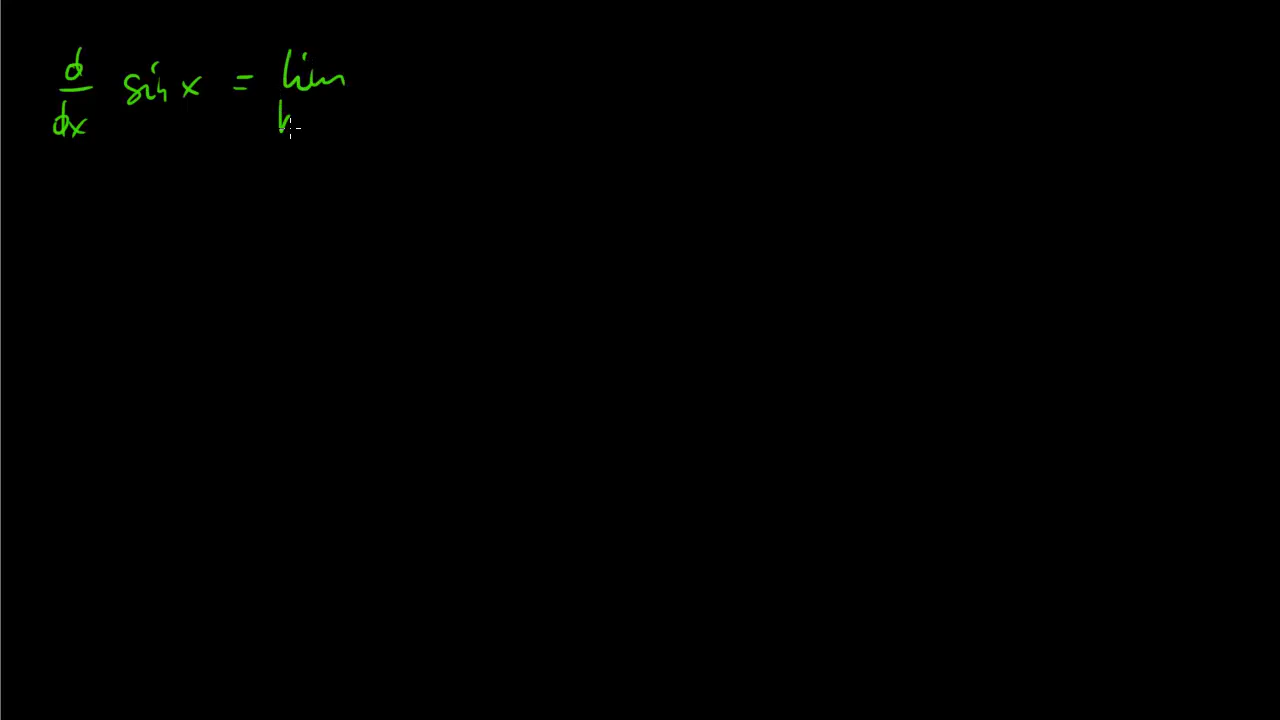 d/dx sin x = lim
h